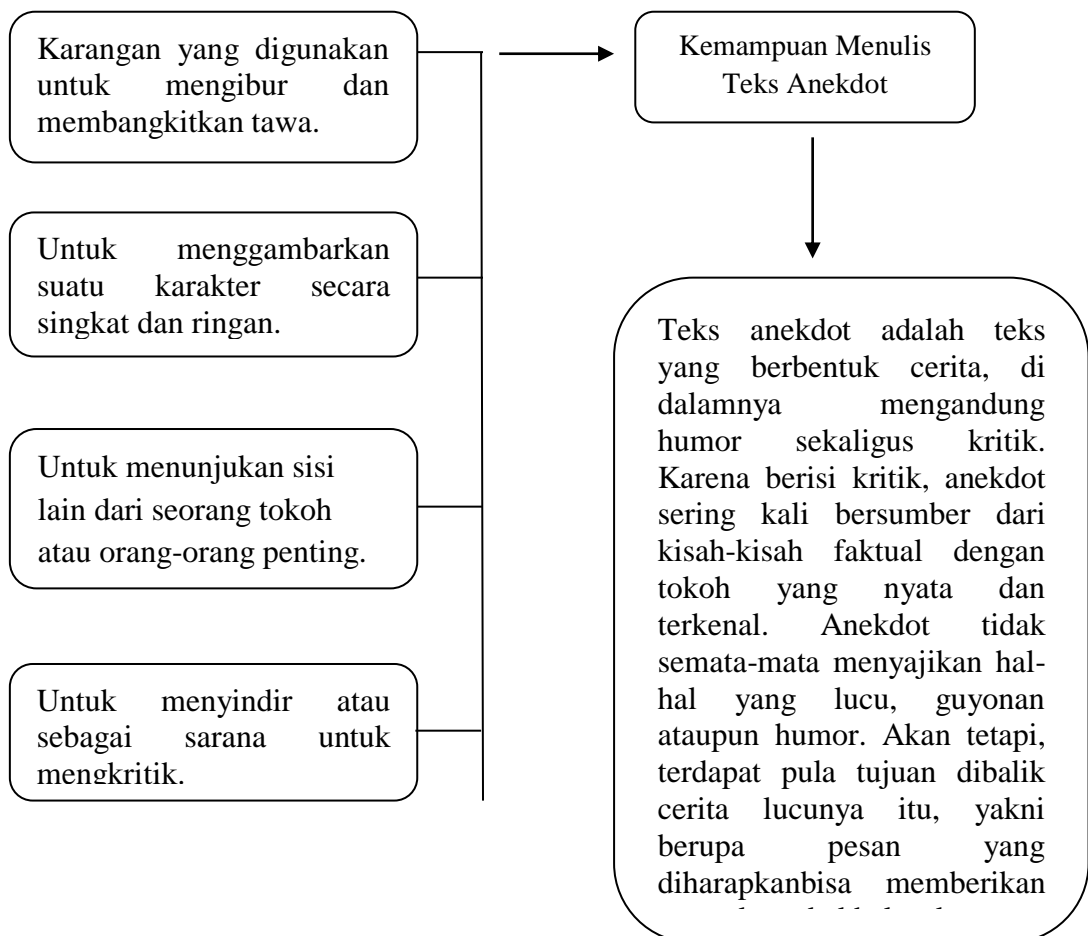 Karangan yang digunakan
untuk mengibur dan
membangkitkan tawa.
Untuk menggambarkan
suatu karakter secara
singkat dan ringan.
Untuk menunjukan sisi
lain dari seorang tokoh
atau orang-orang penting.
Untuk menyindir atau
sebagai sarana untuk
mengkritik.
Kemampuan Menulis
Teks Anekdot
Teks anekdot adalah teks
yang berbentuk cerita, di
dalamnya mengandung
humor sekaligus kritik.
Karena berisi kritik, anekdot
sering kali bersumber dari
kisah-kisah faktual dengan
tokoh yang nyata dan
terkenal. Anekdot tidak
semata-mata menyajikan hal-
hal yang lucu, guyonan
ataupun humor. Akan tetapi,
terdapat pula tujuan dibalik
cerita lucunya itu, yakni
berupa pesan yang
diharapkanbisa memberikan